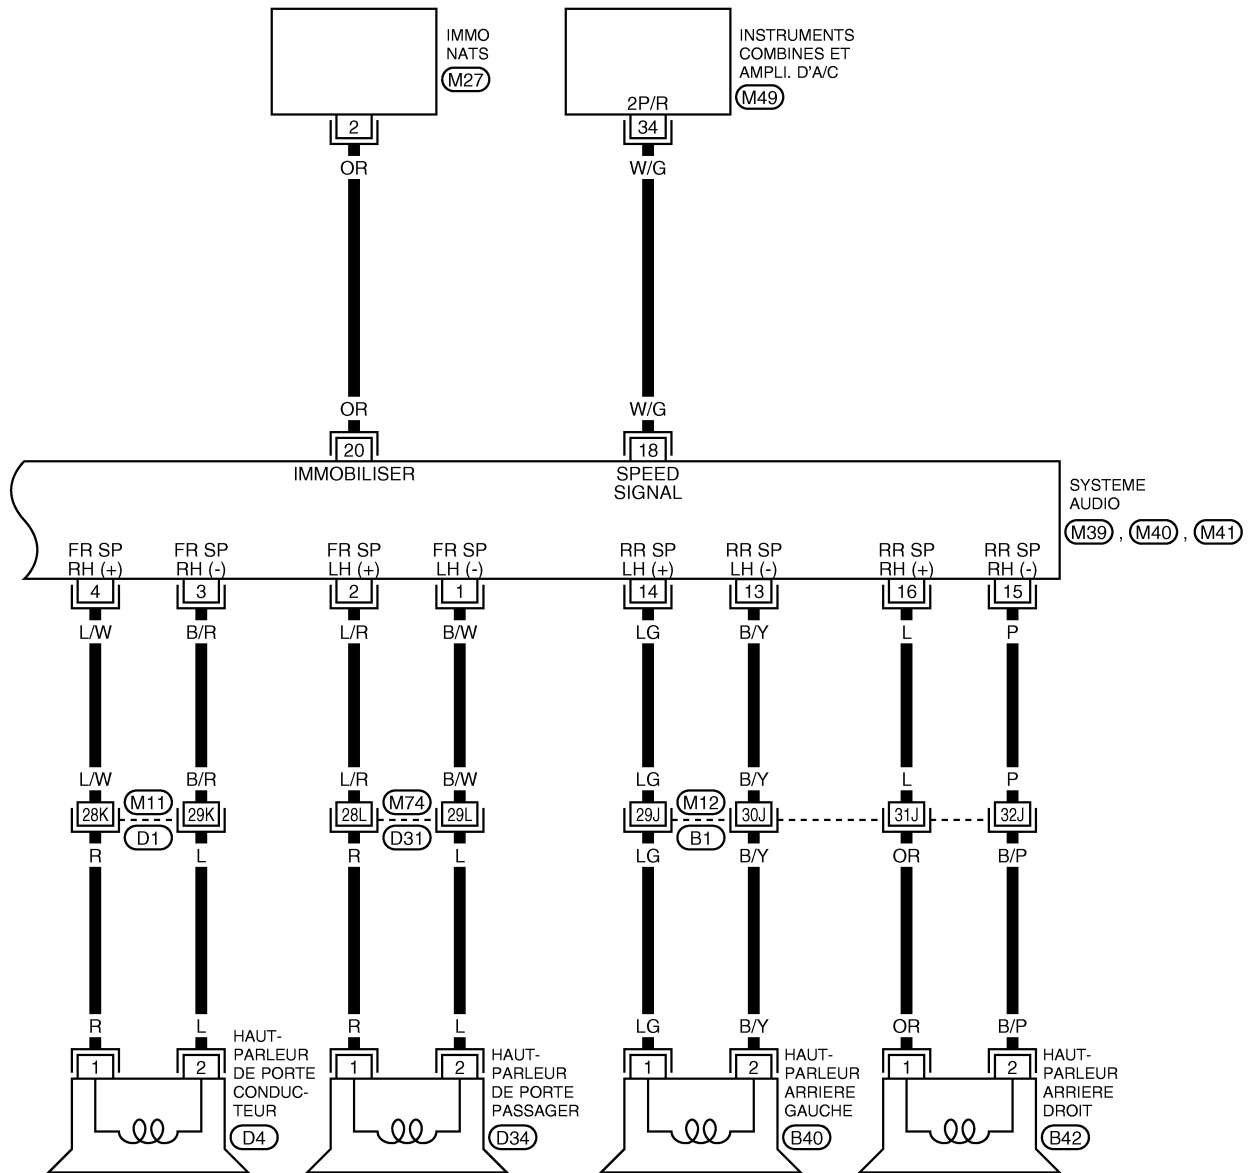 IMMO
NATS
M27
INSTRUMENTS
COMBINES ET
AMPLI. D'A/C
M49
2P/R
2
34
OR
W/G
OR
W/G
20
18
IMMOBILISER
SPEED
SIGNAL
SYSTEME
AUDIO
M39 , M40 , M41
FR SP
RH (+)
FR SP
RH (-)
FR SP
LH (+)
FR SP
LH (-)
RR SP
LH (+)
RR SP
LH (-)
RR SP
RH (+)
RR SP
RH (-)
4
3
2
1
14
13
16
15
L/W
B/R
L/R
B/W
LG
B/Y
L
P
L/W
B/R
L/R
B/W
LG
B/Y
L
P
28K
M11
D1
29K
28L
M74
D31
29L
29J
M12
B1
30J
31J
32J
R
L
R
L
LG
B/Y
OR
B/P
R
L
R
L
LG
B/Y
OR
B/P
1
2
HAUT-
PARLEUR
DE PORTE
CONDUC-
TEUR
D4
1
2
HAUT-
PARLEUR
DE PORTE
PASSAGER
D34
1
2
HAUT-
PARLEUR
ARRIERE
GAUCHE
B40
1
2
HAUT-
PARLEUR
ARRIERE
DROIT
B42